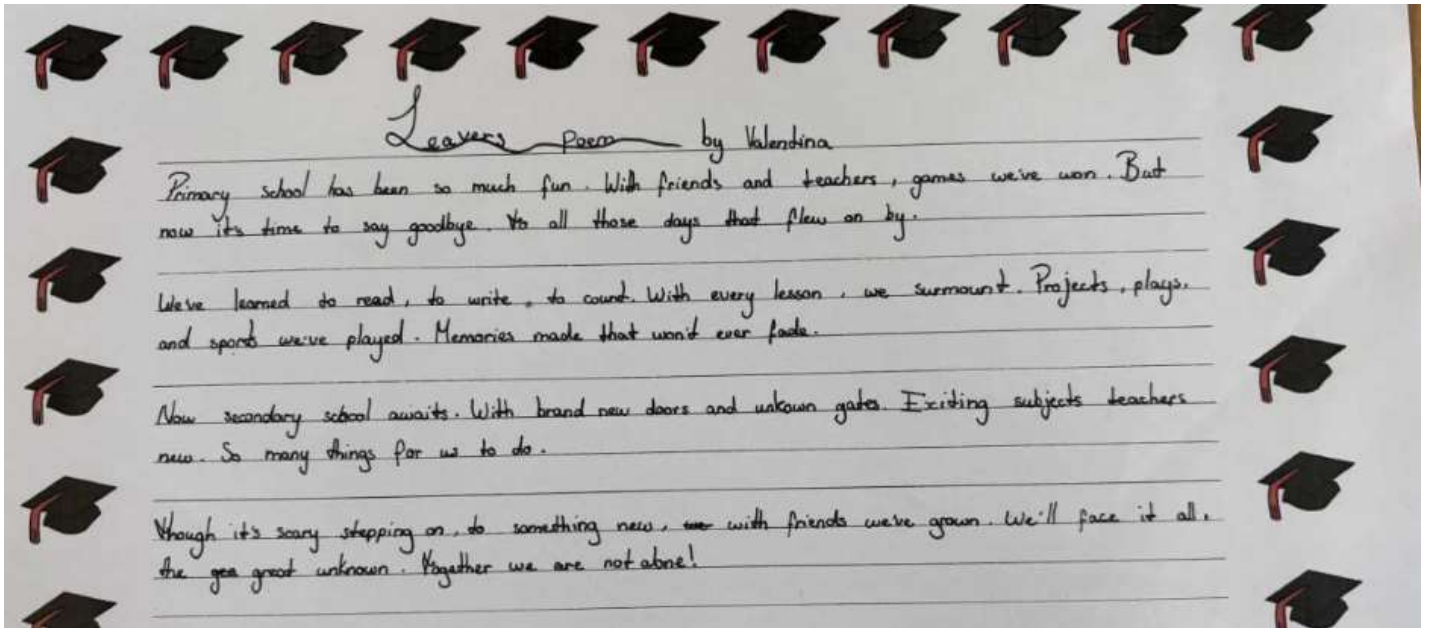 Leavers Poem by Valentina
Primary school has been so much fun. With friends and teachers, games we've won. But
now it's time to say goodbye. To all those days that flew on by.
We've learned to read, to write, to count. With every lesson, we surmount. Projects, plays,
and sports we've played. Memories made that won't ever fade.
Now secondary school awaits. With brand new doors and unkown gates. Exiting subjects teachers
new. So many things for us to do.
Though it's scary stepping on, to something new, with friends we've grown. We'll face it all,
the great unknown. Together we are not alone!